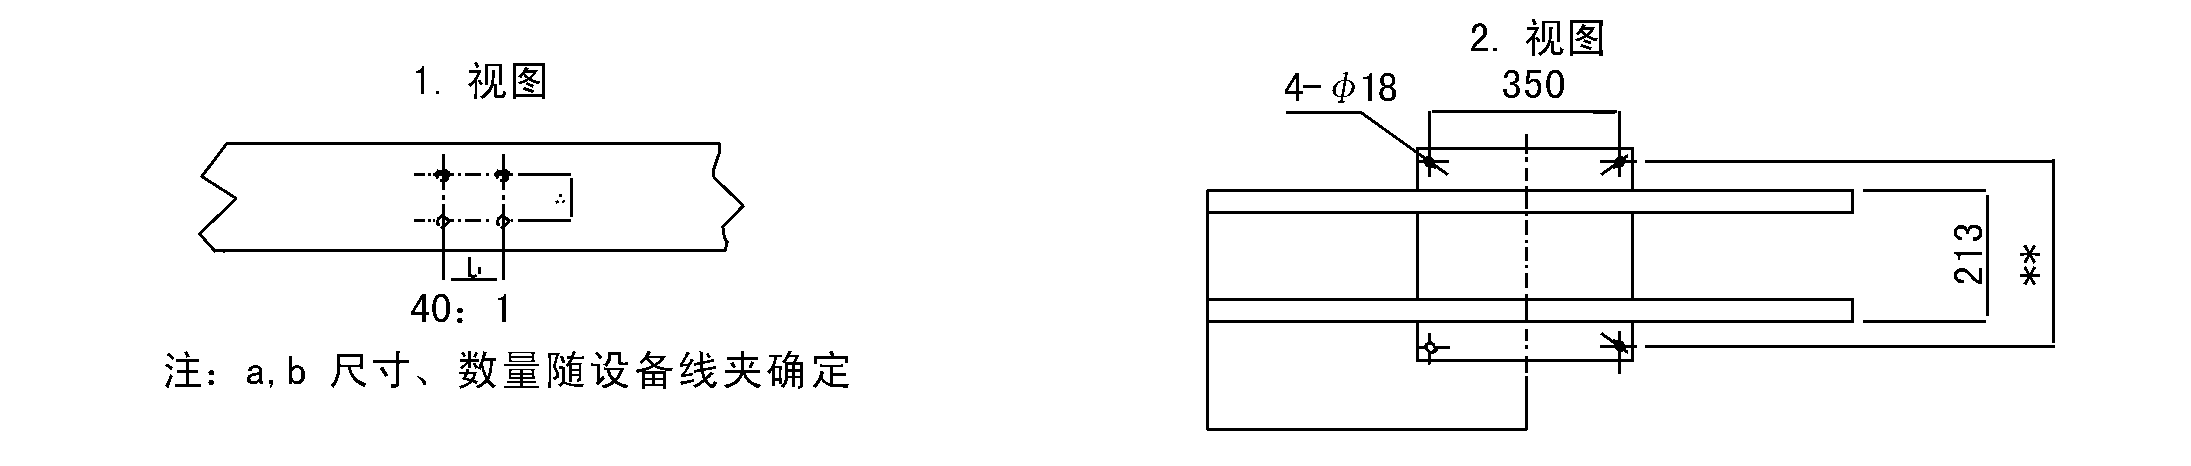 1. 视图
40: 1
注: a,b 尺寸、数量随设备线夹确定
2. 视图
350
4-φ18
213
**